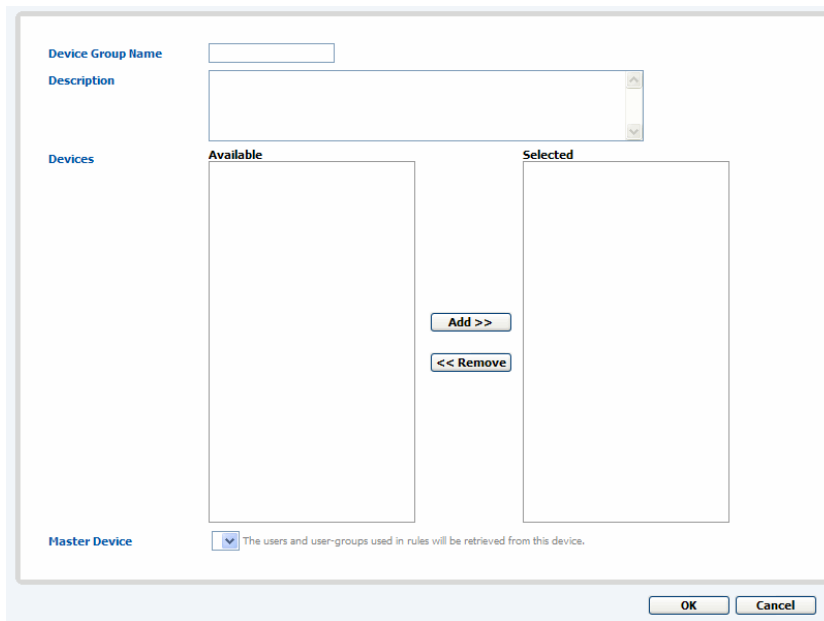 Device Group Name
Description
Devices
Available
Selected
Add >>
<< Remove
Master Device
The users and user-groups used in rules will be retrieved from this device.
OK
Cancel